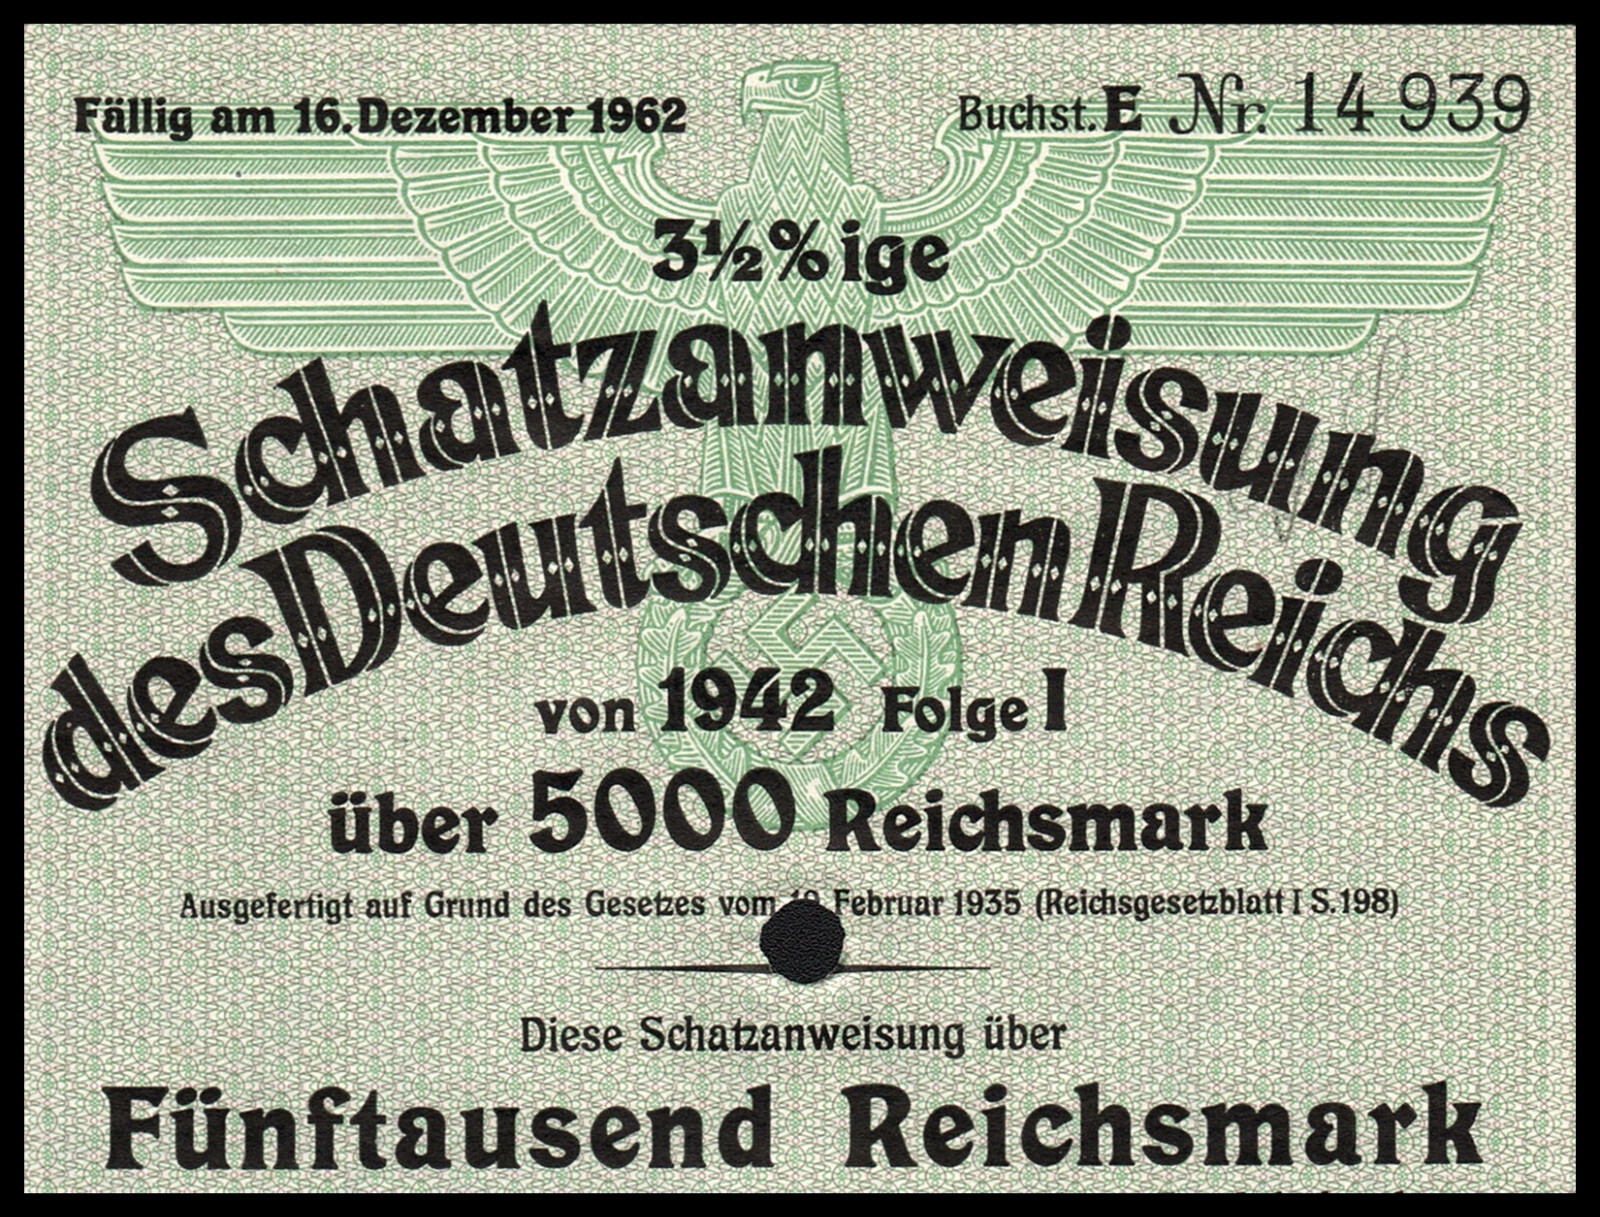 Fällig am 16. Dezember 1962
Buchst. E Nr. 14 939
3½%ige
Schatzanweisung
des Deutschen Reichs
von 1942 Folge I
über 5000 Reichsmark
Ausgefertigt auf Grund des Gesetzes vom Februar 1935 (Reichsgesetzblatt I S. 198)
Diese Schatzanweisung über
Fünftausend Reichsmark